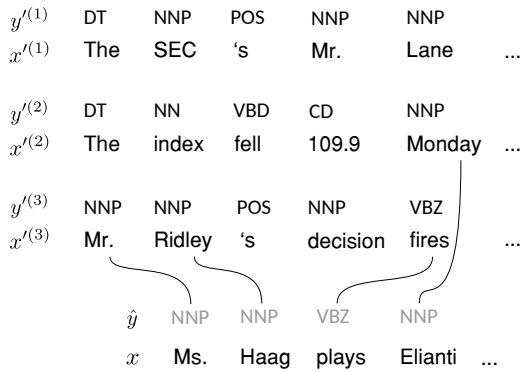 y′(1) DT NNP POS NNP NNP
x′(1) The SEC ‘s Mr. Lane ...
y′(2) DT NN VBD CD NNP
x′(2) The index fell 109.9 Monday ...
y′(3) NNP NNP POS NNP VBZ
x′(3) Mr. Ridley ‘s decision fires ...
ŷ NNP NNP VBZ NNP
x Ms. Haag plays Elianti ...